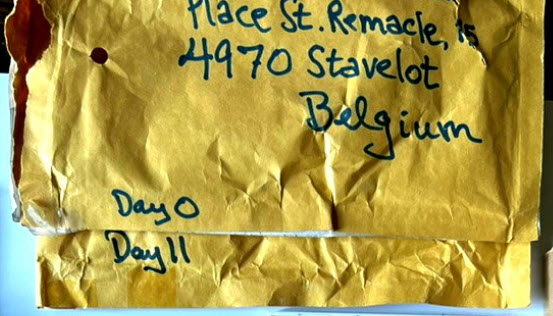 Place St. Remacle, 15
4970 Stavelot
Belgium
Day 0
Day 11